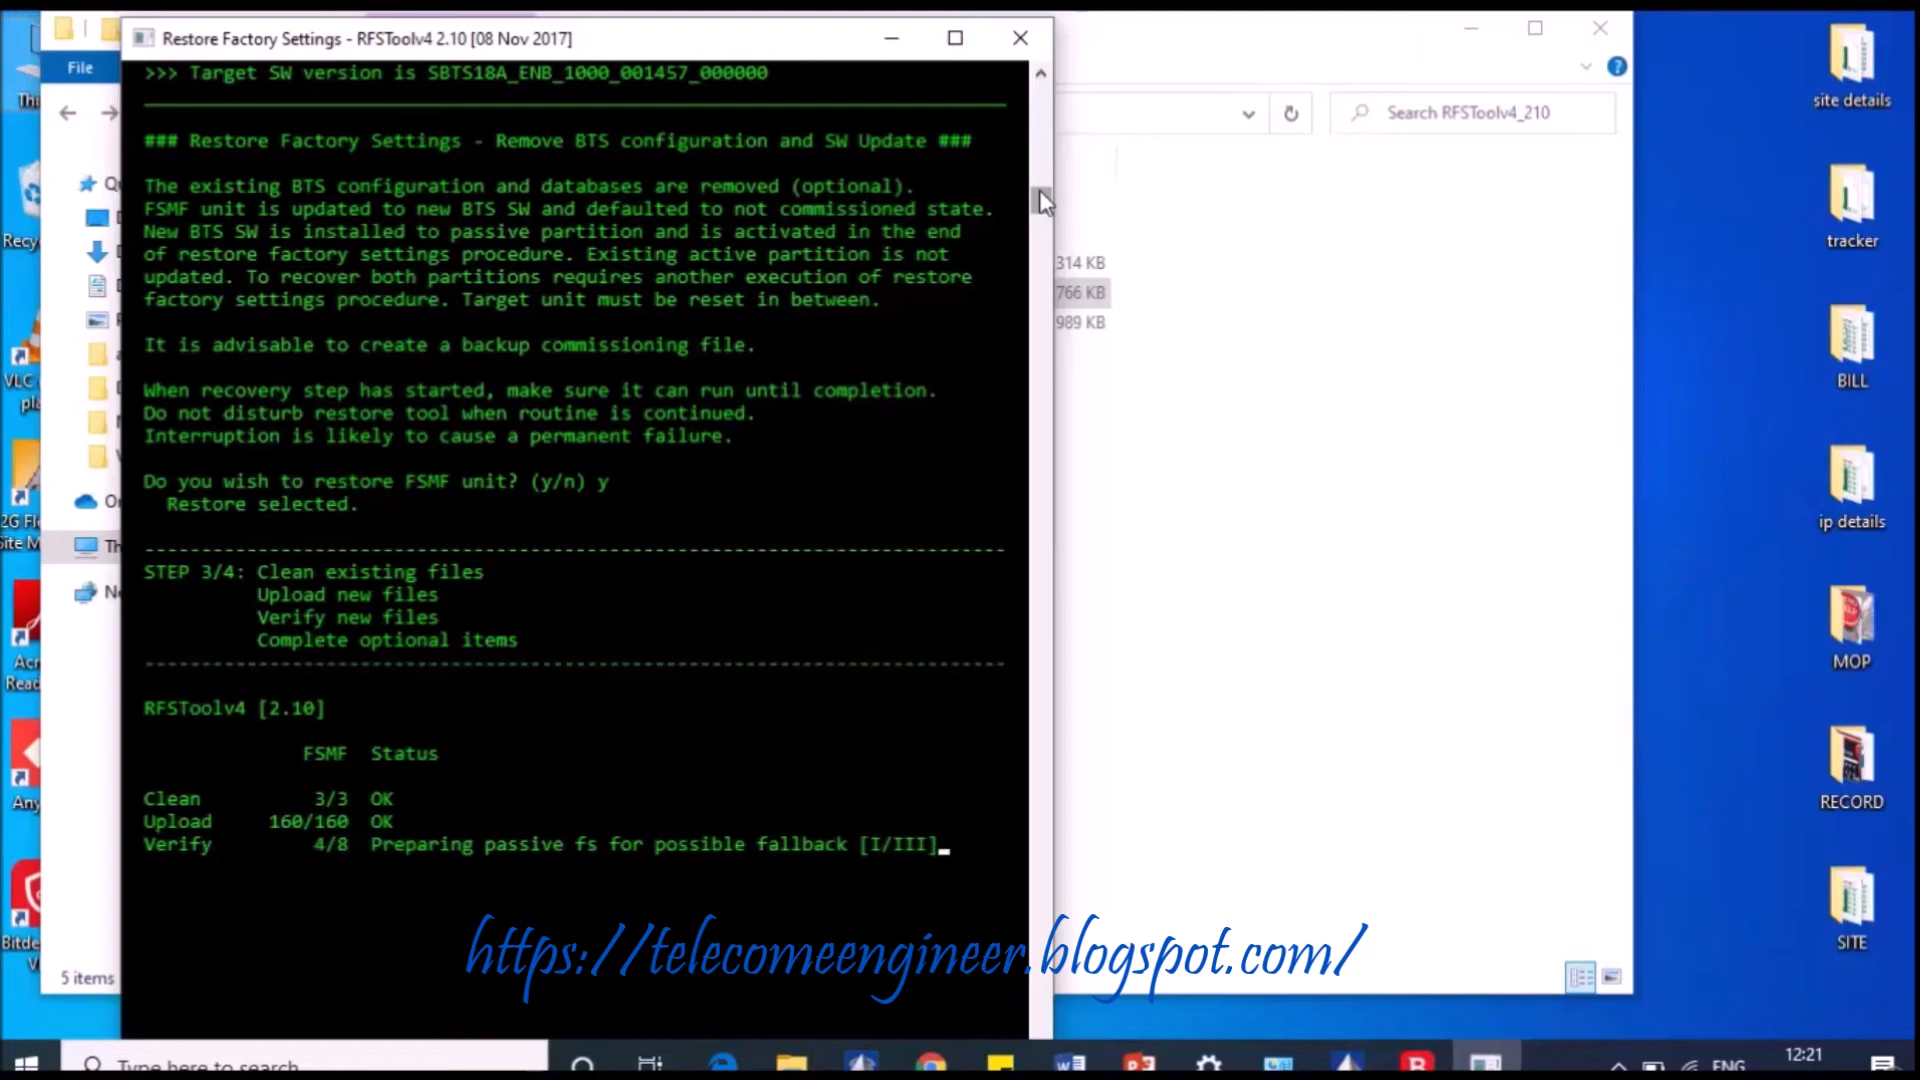 Restore Factory Settings - RFSToolv4 2.10 [08 Nov 2017]
File
Search RFSToolv4_210
>>> Target SW version is SBTS18A_ENB_1000_001457_000000
### Restore Factory Settings - Remove BTS configuration and SW Update ###
The existing BTS configuration and databases are removed (optional).
FSMF unit is updated to new BTS SW and defaulted to not commissioned state.
New BTS SW is installed to passive partition and is activated in the end
of restore factory settings procedure. Existing active partition is not
updated. To recover both partitions requires another execution of restore
factory settings procedure. Target unit must be reset in between.
It is advisable to create a backup commissioning file.
When recovery step has started, make sure it can run until completion.
Do not disturb restore tool when routine is continued.
Interruption is likely to cause a permanent failure.
Do you wish to restore FSMF unit? (y/n) y
Restore selected.
STEP 3/4: Clean existing files
Upload new files
Verify new files
Complete optional items
RFSToolv4 [2.10]
FSMF Status
Clean 3/3 OK
Upload 160/160 OK
Verify 4/8 Preparing passive fs for possible fallback [I/III]
314 KB
766 KB
989 KB
5 items
https://telecomeengineer.blogspot.com/
site details
tracker
BILL
ip details
MOP
RECORD
SITE
Type here to search
ENG
12:21